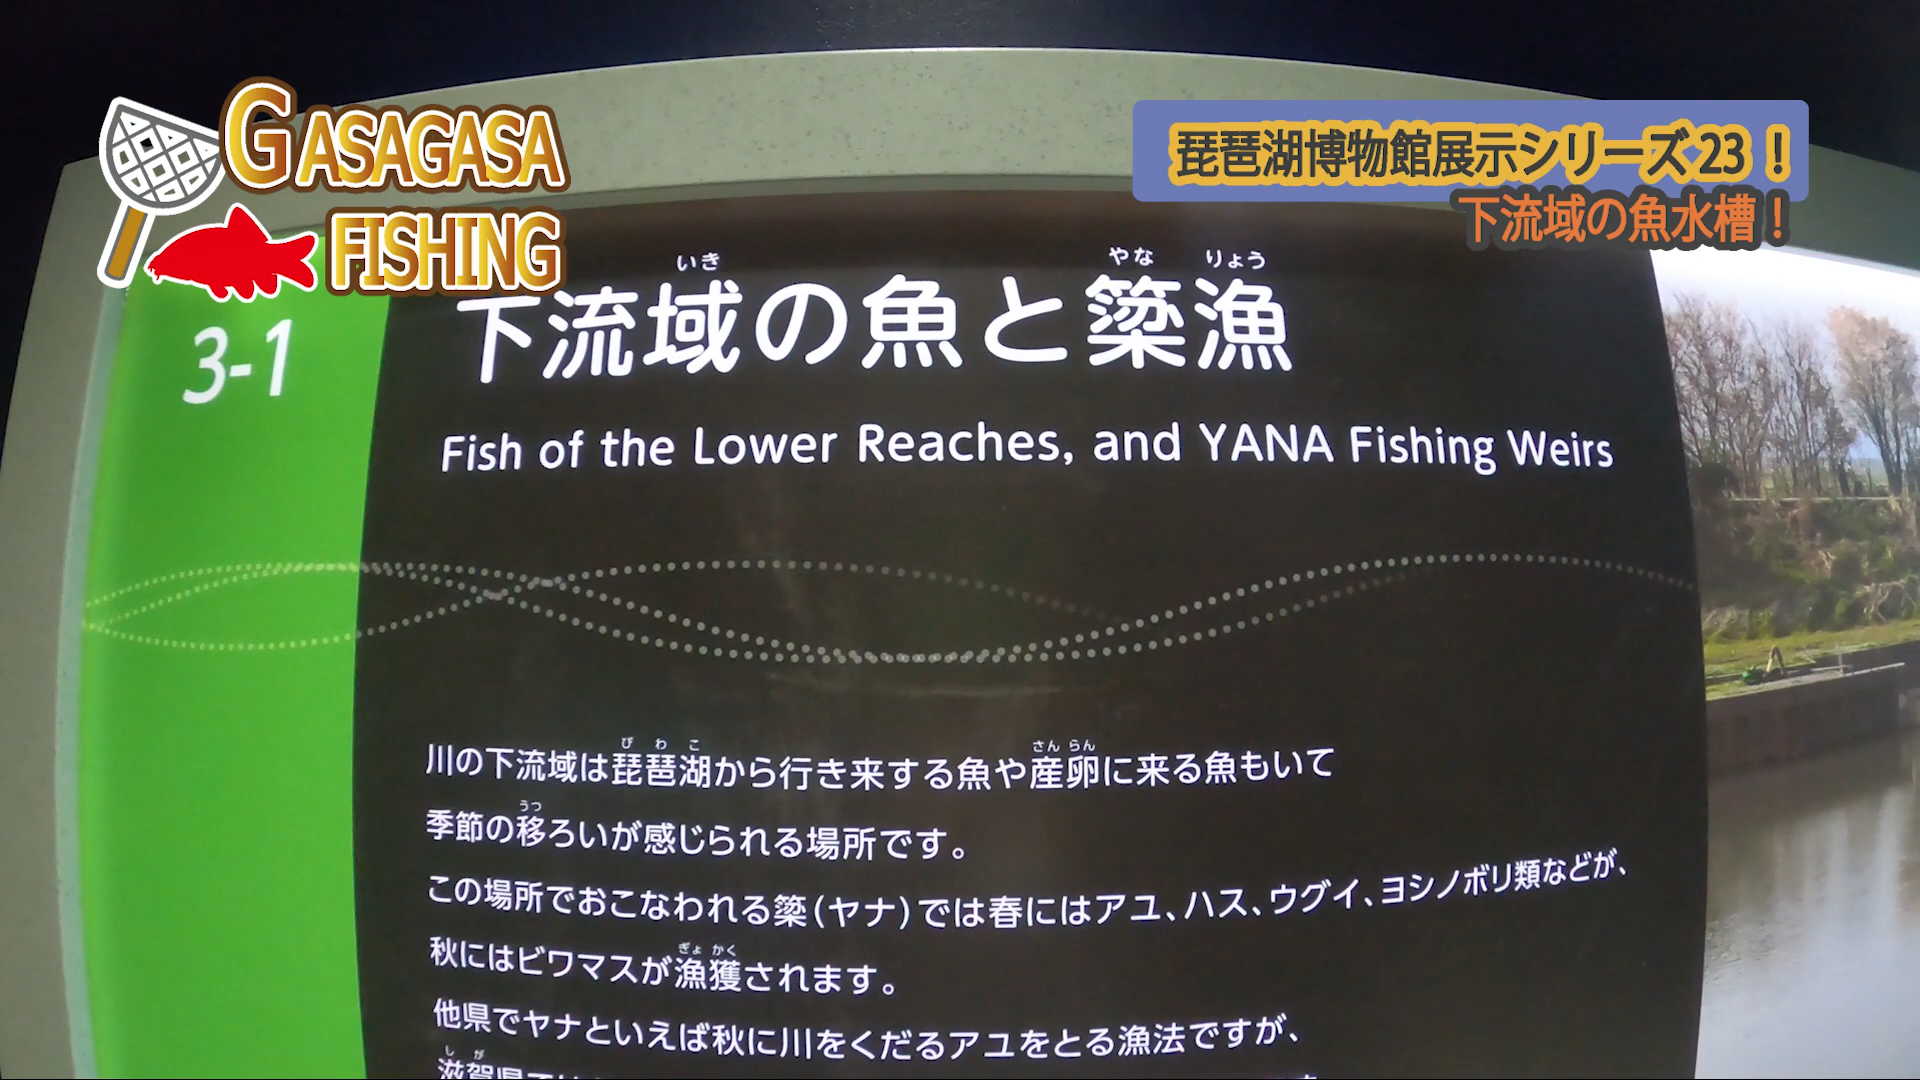 GASAGASA
FISHING
琵琶湖博物館展示シリーズ23！
下流域の魚水槽！
3-1
いき やな りょう
下流域の魚と簗漁
Fish of the Lower Reaches, and YANA Fishing Weirs
びわこ さんらん
川の下流域は琵琶湖から行き来する魚や産卵に来る魚もいて
うつ
季節の移ろいが感じられる場所です。
この場所でおこなわれる簗(ヤナ)では春にはアユ、ハス、ウグイ、ヨシノボリ類などが、
ぎょかく
秋にはビワマスが漁獲されます。
他県でヤナといえば秋に川をくだるアユをとる漁法ですが、
しが
滋賀県では